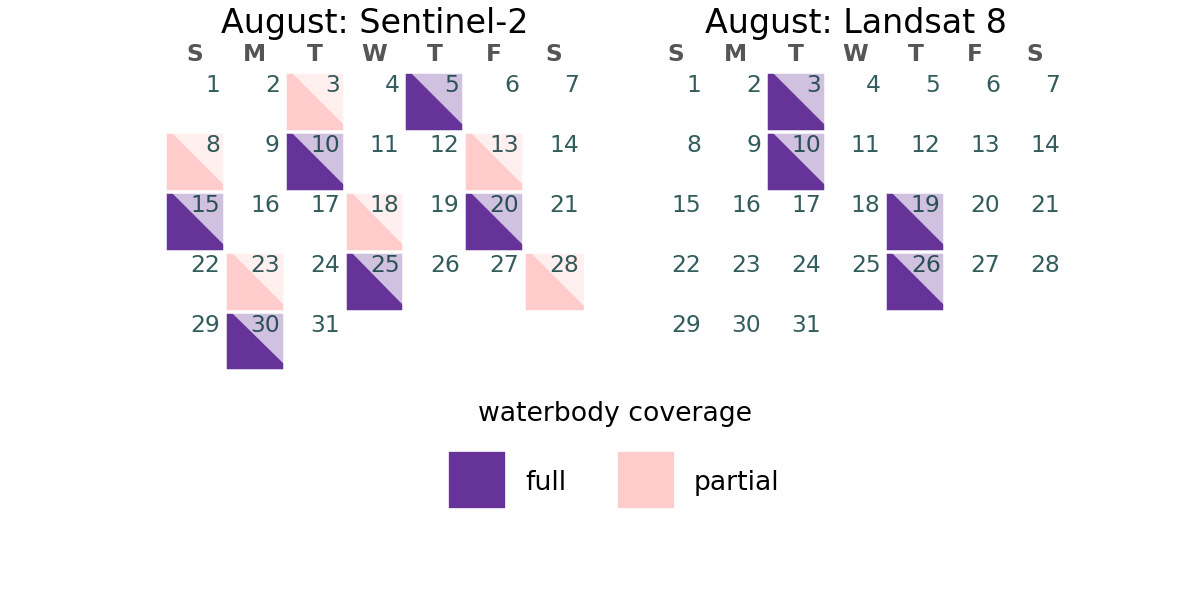 August: Sentinel-2
S M T W T F S
1 2 3 4 5 6 7
8 9 10 11 12 13 14
15 16 17 18 19 20 21
22 23 24 25 26 27 28
29 30 31
August: Landsat 8
S M T W T F S
1 2 3 4 5 6 7
8 9 10 11 12 13 14
15 16 17 18 19 20 21
22 23 24 25 26 27 28
29 30 31
waterbody coverage
full
partial